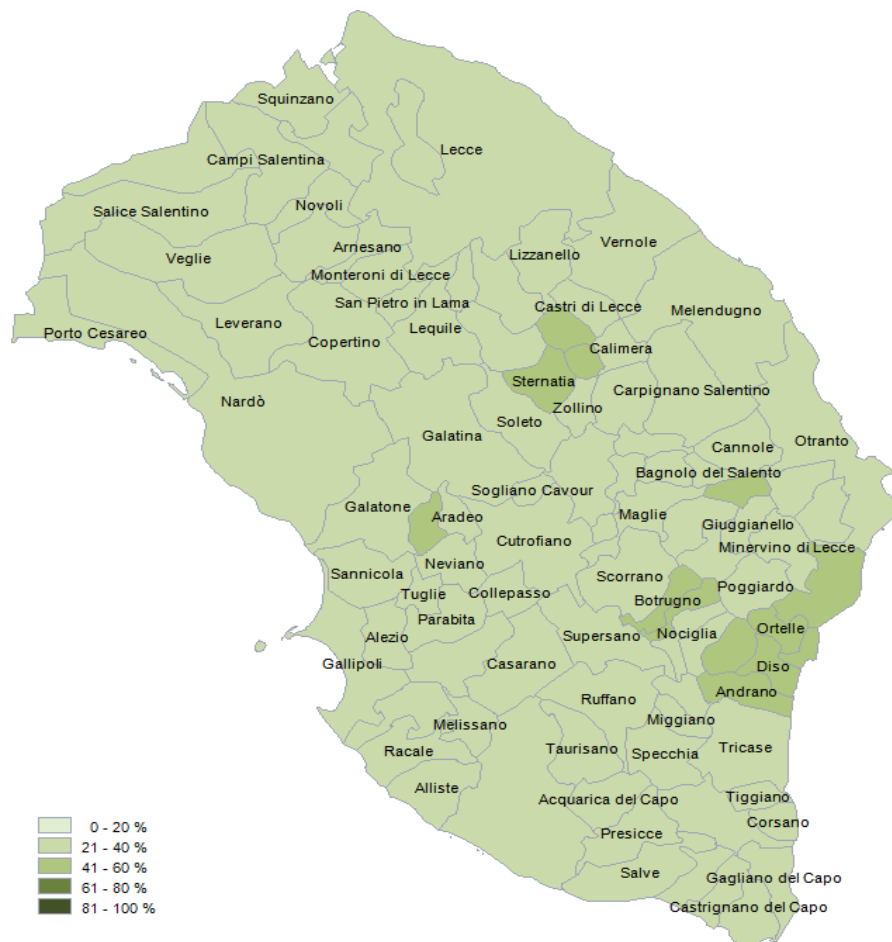 Squinzano
Lecce
Campi Salentina
Novoli
Salice Salentino
Arnesano
Vernole
Lizzanello
Veglie
Monteroni di Lecce
San Pietro in Lama
Castri di Lecce
Melendugno
Leverano
Lequile
Porto Cesareo
Copertino
Calimera
Sternatia
Carpignano Salentino
Nardò
Zollino
Soleto
Galatina
Otranto
Cannole
Bagnolo del Salento
Sogliano Cavour
Galatone
Maglie
Aradeo
Giuggianello
Cutrofiano
Minervino di Lecce
Neviano
Sannicola
Scorrano
Poggiardo
Tuglie
Collepasso
Botrugno
Parabita
Ortelle
Alezio
Supersano
Nociglia
Gallipoli
Casarano
Diso
Andrano
Ruffano
Miggiano
Melissano
Racale
Taurisano
Specchia
Tricase
Alliste
Acquarica del Capo
Tiggiano
Corsano
Presicce
Salve
Gagliano del Capo
Castrignano del Capo
0 - 20 %
21 - 40 %
41 - 60 %
61 - 80 %
81 - 100 %